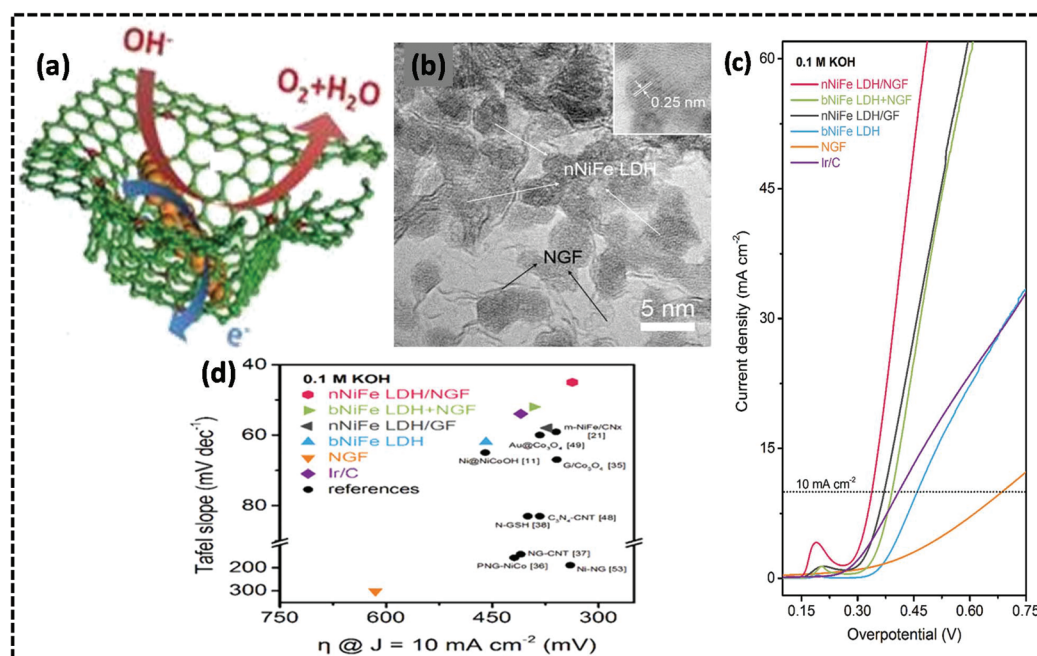 (a)
OH⁻
O₂+H₂O
e⁻
(b)
0.25 nm
nNiFe LDH
NGF
5 nm
(c)
0.1 M KOH
nNiFe LDH/NGF
bNiFe LDH+NGF
nNiFe LDH/GF
bNiFe LDH
NGF
Ir/C
10 mA cm⁻²
60
45
30
15
0
Current density (mA cm⁻²)
0.15
0.30
0.45
0.60
0.75
Overpotential (V)
(d)
0.1 M KOH
nNiFe LDH/NGF
bNiFe LDH+NGF
nNiFe LDH/GF
bNiFe LDH
NGF
Ir/C
references
m-NiFe/CNx
[21]
Au@Co₃O₄ [49]
Ni@NiCoOH [11]
G/Co₃O₄ [35]
C₃N₄-CNT [48]
N-GSH [38]
NG-CNT [37]
PNG-NiCo [36]
Ni-NG [53]
40
60
80
200
300
Tafel slope (mV dec⁻¹)
750
600
450
300
η @ J = 10 mA cm⁻² (mV)